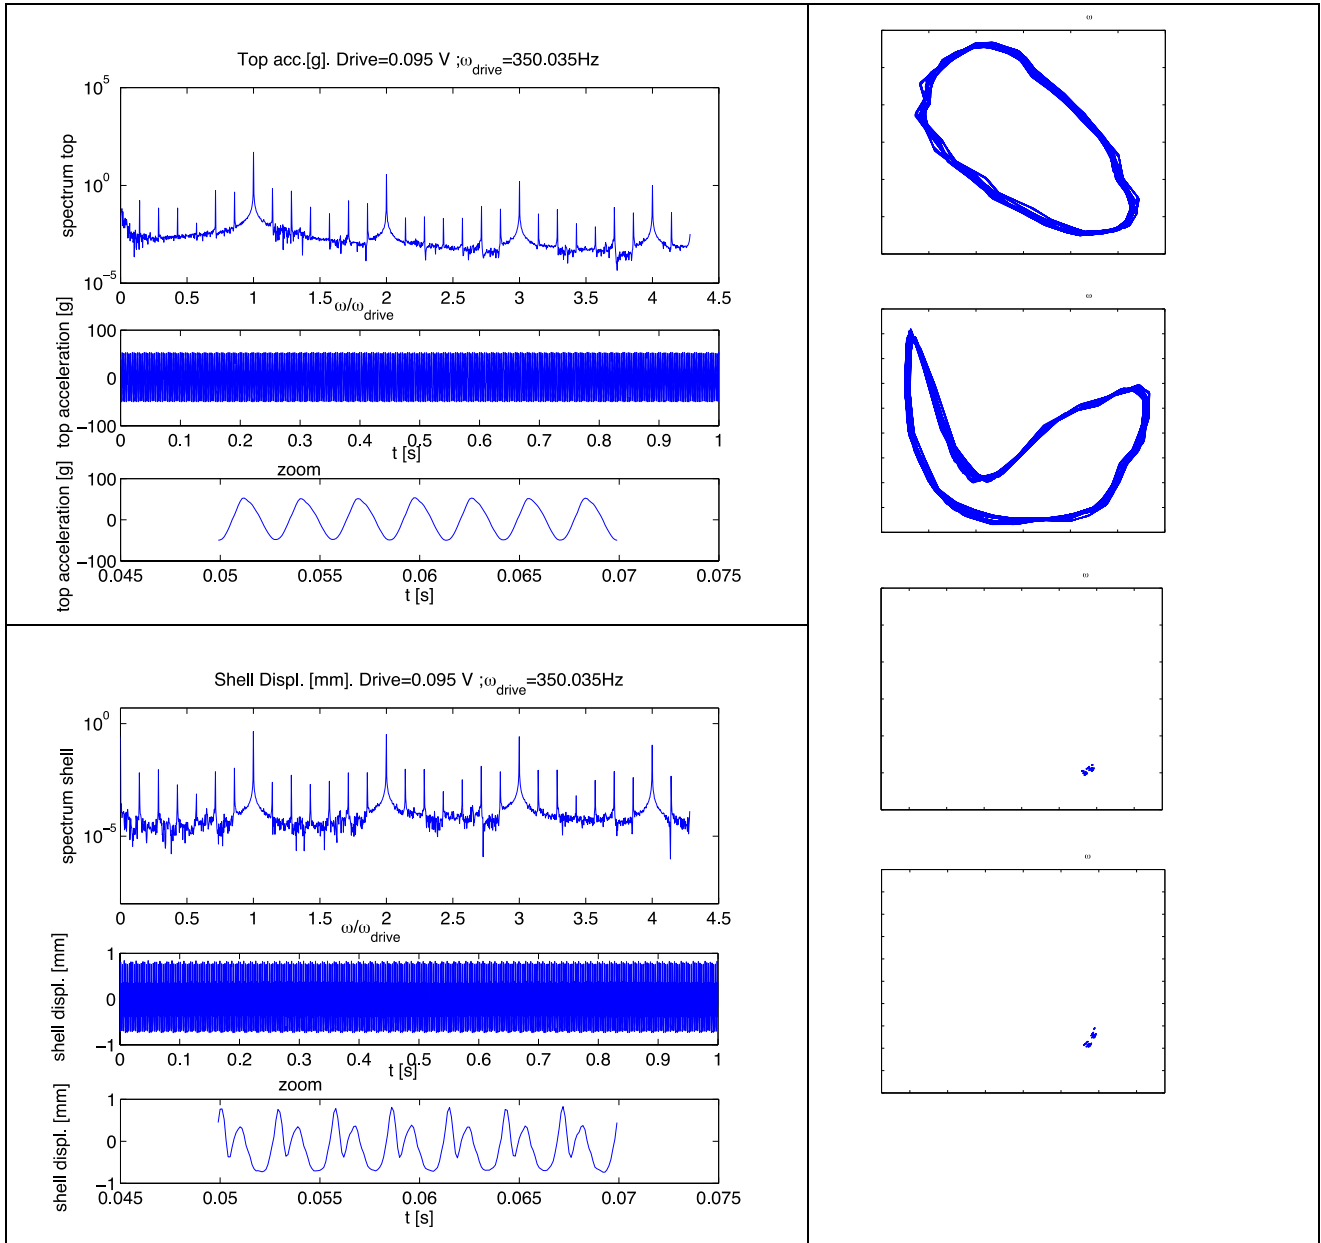 Top acc.[g]. Drive=0.095 V ;ω_drive=350.035Hz
spectrum top
10^5
10^0
10^−5
0 0.5 1 1.5 2 2.5 3 3.5 4 4.5
ω/ω_drive
top acceleration [g]
100
0
−100
0 0.1 0.2 0.3 0.4 0.5 0.6 0.7 0.8 0.9 1
t [s]
zoom
top acceleration [g]
100
0
−100
0.045 0.05 0.055 0.06 0.065 0.07 0.075
t [s]
Shell Displ. [mm]. Drive=0.095 V ;ω_drive=350.035Hz
spectrum shell
10^0
10^−5
0 0.5 1 1.5 2 2.5 3 3.5 4 4.5
ω/ω_drive
shell displ. [mm]
1
0
−1
0 0.1 0.2 0.3 0.4 0.5 0.6 0.7 0.8 0.9 1
t [s]
zoom
shell displ. [mm]
1
0
−1
0.045 0.05 0.055 0.06 0.065 0.07 0.075
t [s]
ω
ω
ω
ω